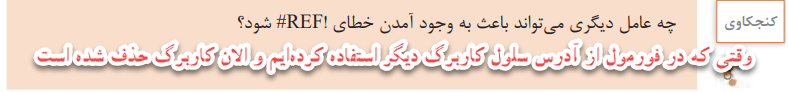 کنجکاوی
چه عامل دیگری می‌تواند باعث به وجود آمدن خطای #REF! شود؟
وقتی که در فورمول از آدرس سلول کاربرگ دیگر استفاده کرده‌ایم و الان کاربرگ حذف شده است